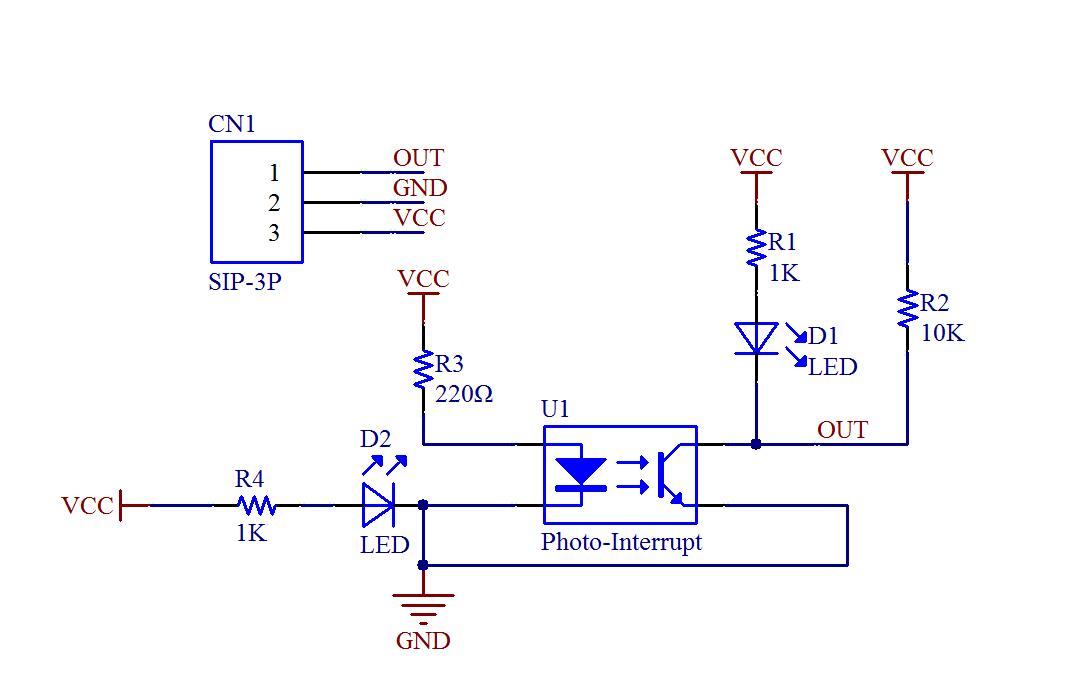 CN1
1
OUT
2
GND
3
VCC
SIP-3P
VCC
VCC
R1
1K
VCC
R2
10K
D1
LED
R3
220Ω
U1
OUT
D2
R4
VCC
1K
LED
Photo-Interrupt
GND